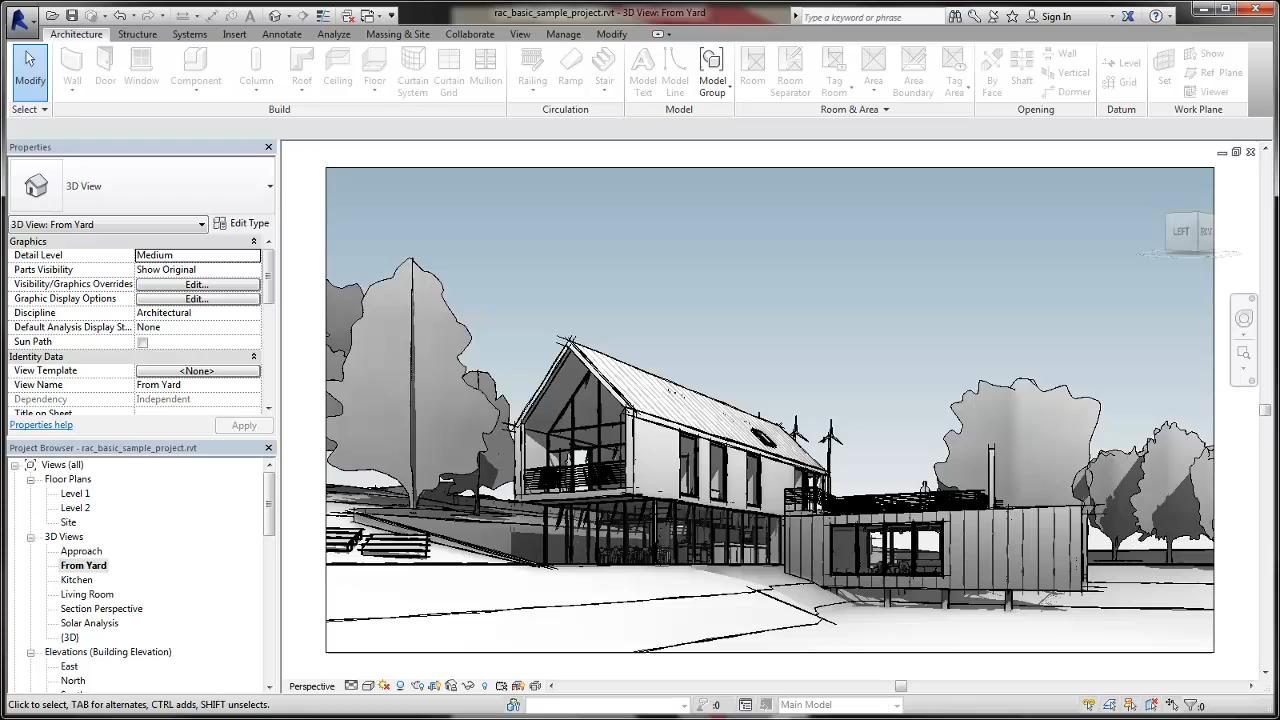 rac_basic_sample_project.rvt - 3D View: From Yard
Type a keyword or phrase
Sign In
Architecture Structure Systems Insert Annotate Analyze Massing & Site Collaborate View Manage Modify
Modify Wall Door Window Component Column Roof Ceiling Floor Curtain System Curtain Grid Mullion Railing Ramp Stair Model Text Model Line Model Group Room Room Separator Tag Room Area Area Boundary Tag Area By Face Shaft Wall Vertical Dormer Level Grid Set Show Ref Plane Viewer
Select Build Circulation Model Room & Area Opening Datum Work Plane
Properties
3D View
3D View: From Yard Edit Type
Graphics
Detail Level Medium
Parts Visibility Show Original
Visibility/Graphics Overrides Edit...
Graphic Display Options Edit...
Discipline Architectural
Default Analysis Display St... None
Sun Path
Identity Data
View Template <None>
View Name From Yard
Dependency Independent
Title on Sheet
Properties help Apply
Project Browser - rac_basic_sample_project.rvt
Views (all)
Floor Plans
Level 1
Level 2
Site
3D Views
Approach
From Yard
Kitchen
Living Room
Section Perspective
Solar Analysis
{3D}
Elevations (Building Elevation)
East
North
LEFT
Perspective
Click to select, TAB for alternates, CTRL adds, SHIFT unselects.
:0
Main Model
:0